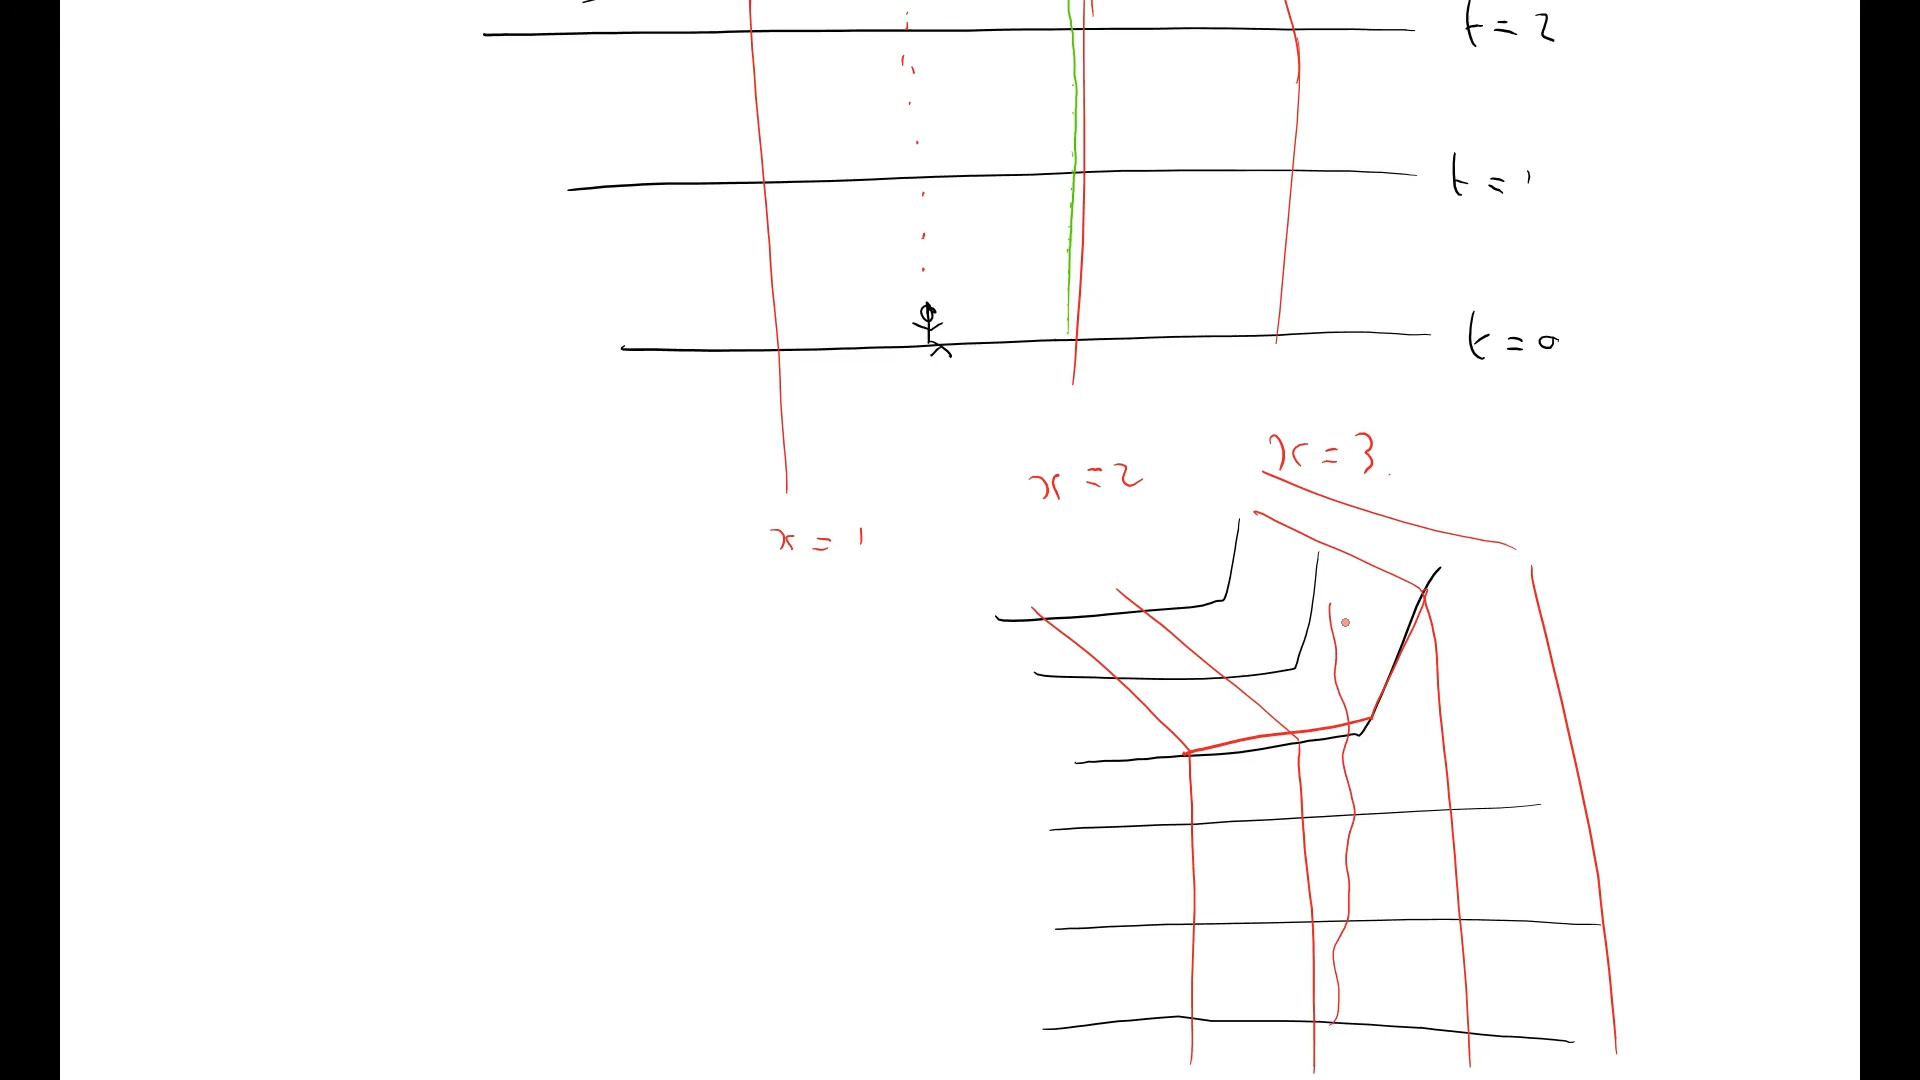 t = 2
t = 1
t = 0
x = 3
x = 2
x = 1